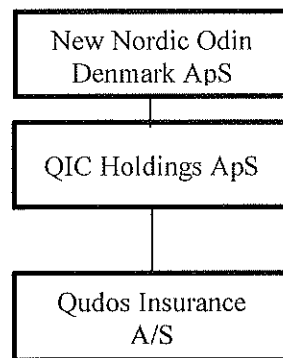 New Nordic Odin
Denmark ApS
QIC Holdings ApS
Qudos Insurance
A/S